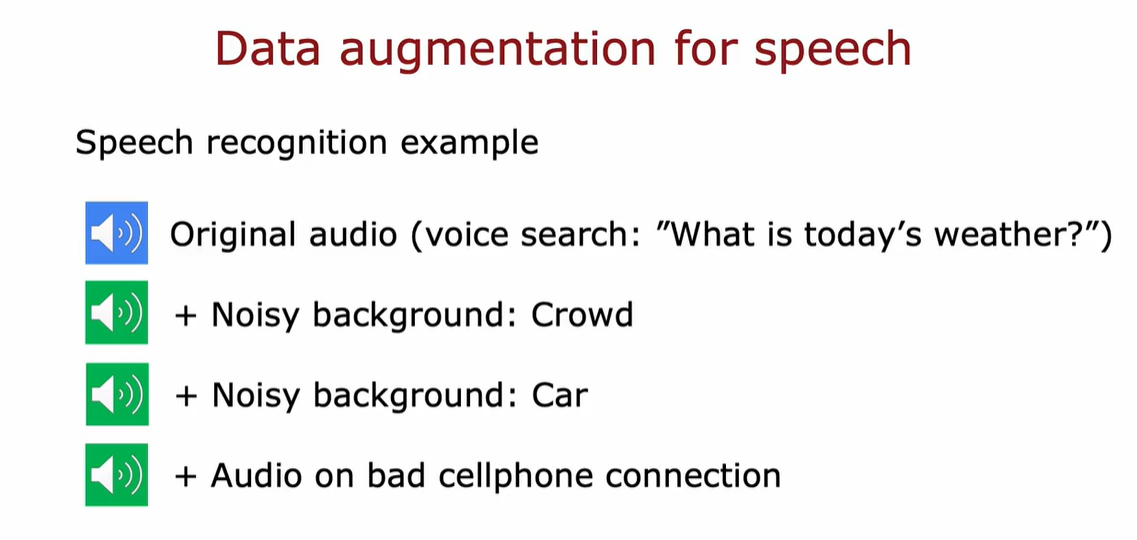 Data augmentation for speech
Speech recognition example
Original audio (voice search: ”What is today’s weather?”)
+ Noisy background: Crowd
+ Noisy background: Car
+ Audio on bad cellphone connection